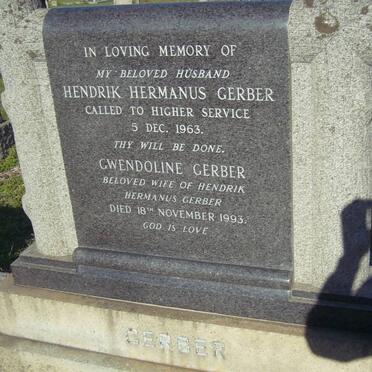 IN LOVING MEMORY OF
MY BELOVED HUSBAND
HENDRIK HERMANUS GERBER
CALLED TO HIGHER SERVICE
5 DEC. 1963.
THY WILL BE DONE.
GWENDOLINE GERBER
BELOVED WIFE OF HENDRIK
HERMANUS GERBER
DIED 18TH NOVEMBER 1993.
GOD IS LOVE
GERBER